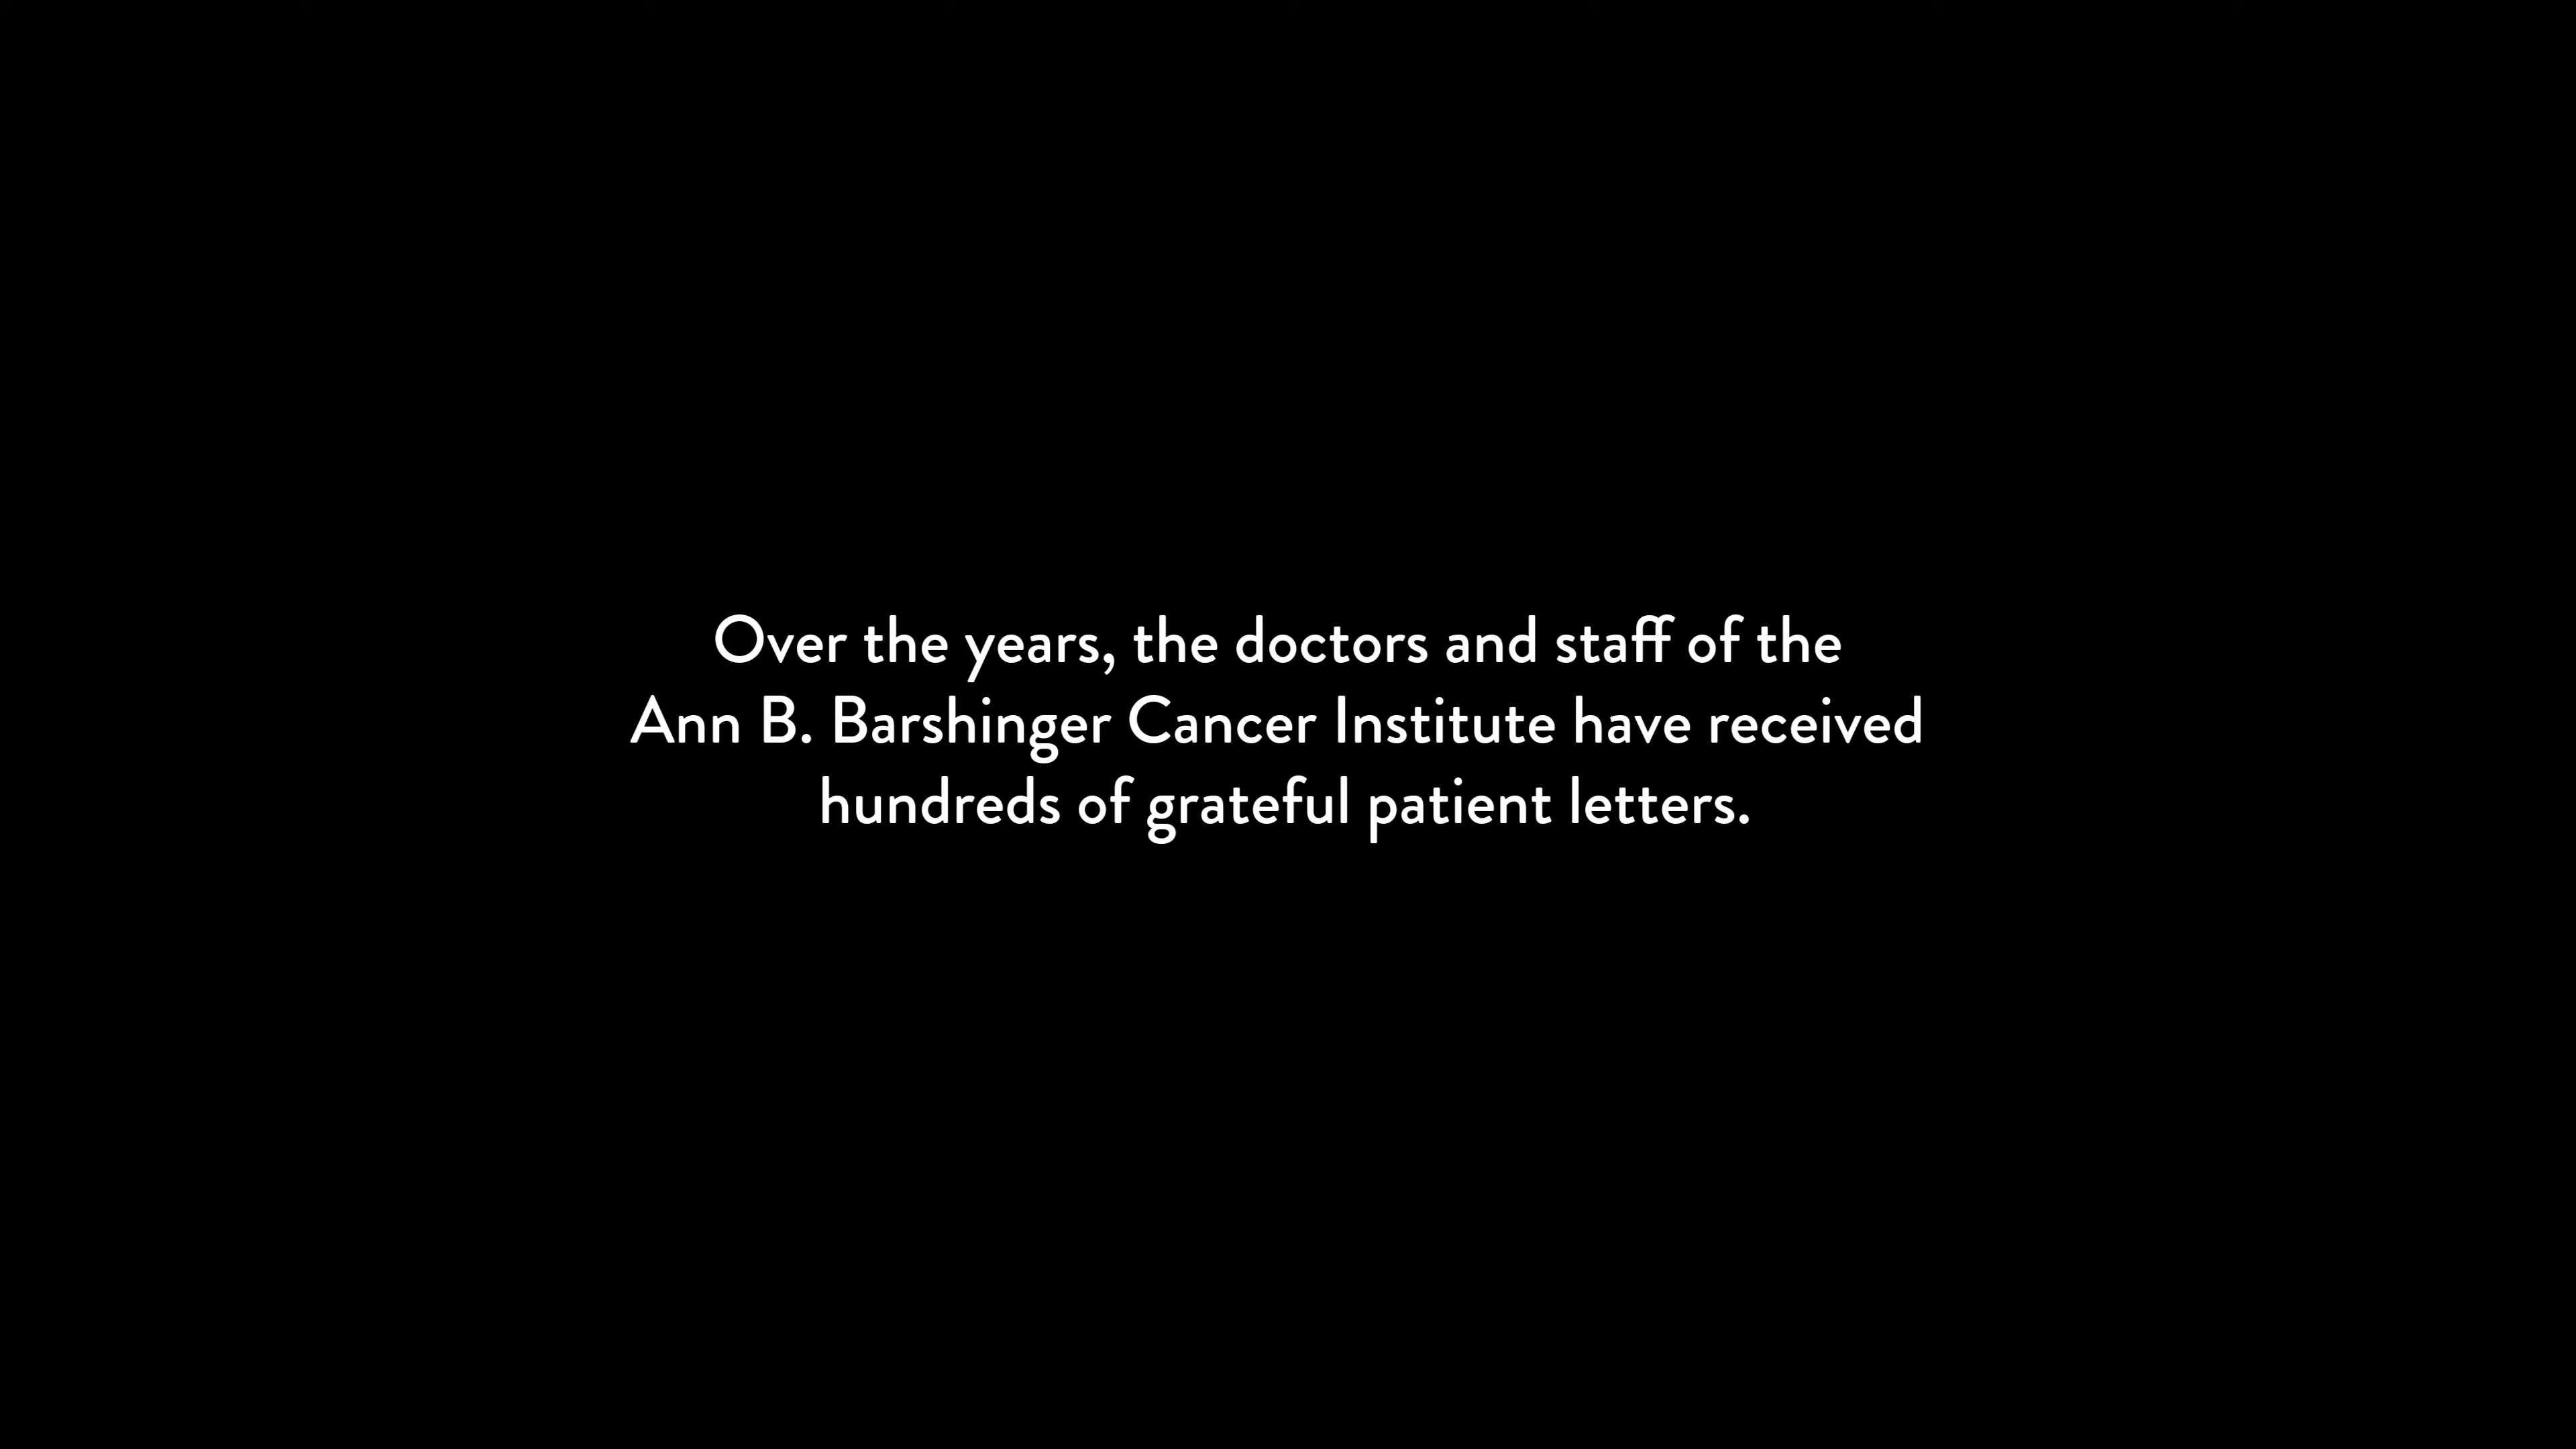 Over the years, the doctors and staff of the
Ann B. Barshinger Cancer Institute have received
hundreds of grateful patient letters.